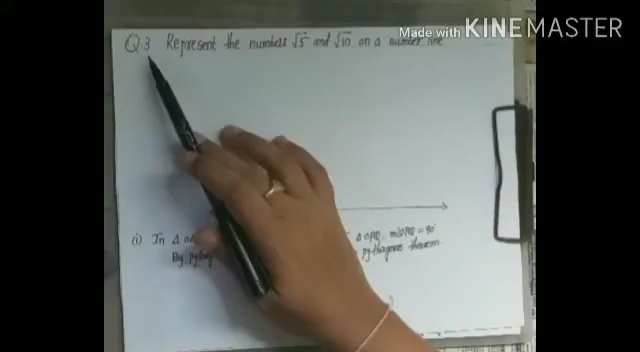 Made with KINEMASTER
Q 3 Represent the numbers √5 and √10 on a number line
(i) In Δ Δ OPQ, m∠OPQ = 90°
By pythagoras theorem.